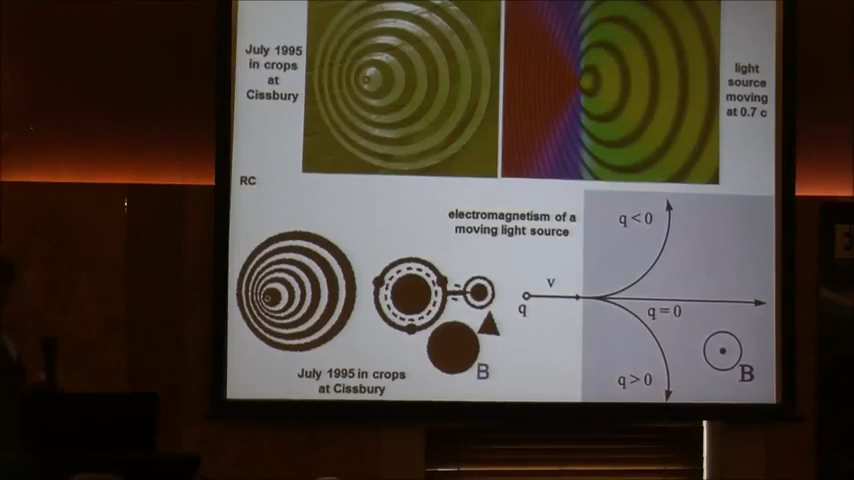 July 1995
in crops
at
Cissbury
light
source
moving
at 0.7 c
RC
electromagnetism of a
moving light source
q<0
v
q
q=0
q>0
B
B
July 1995 in crops
at Cissbury